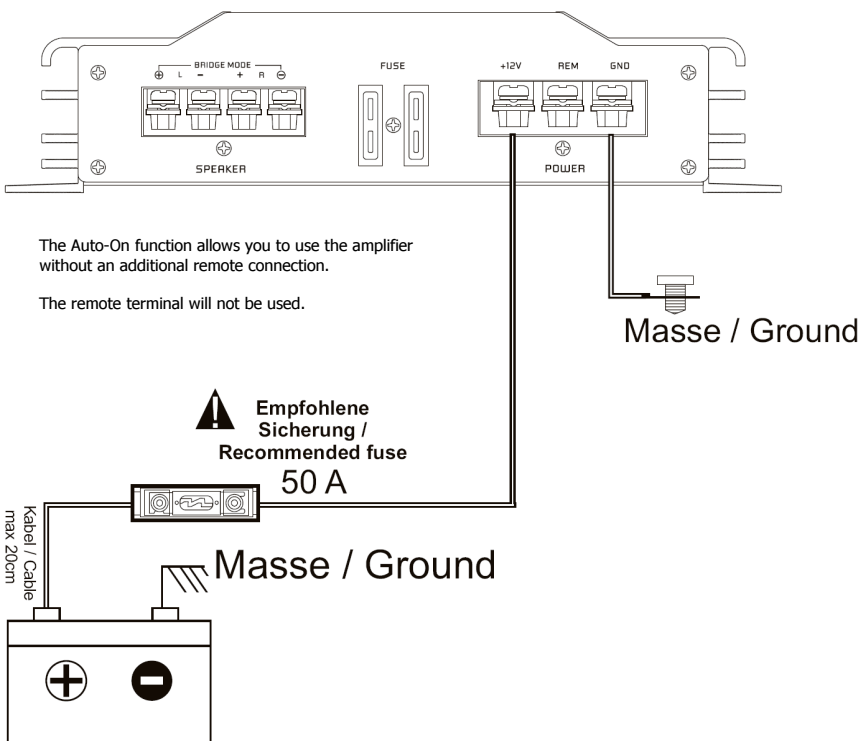 BRIDGE MODE
⊕ L − + R ⊖
FUSE
+12V REM GND
SPEAKER
POWER
The Auto-On function allows you to use the amplifier
without an additional remote connection.
The remote terminal will not be used.
Masse / Ground
Empfohlene
Sicherung /
Recommended fuse
50 A
Kabel / Cable
max 20cm
Masse / Ground